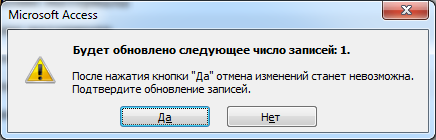 Microsoft Access
Будет обновлено следующее число записей: 1.
После нажатия кнопки "Да" отмена изменений станет невозможна.
Подтвердите обновление записей.
Да
Нет